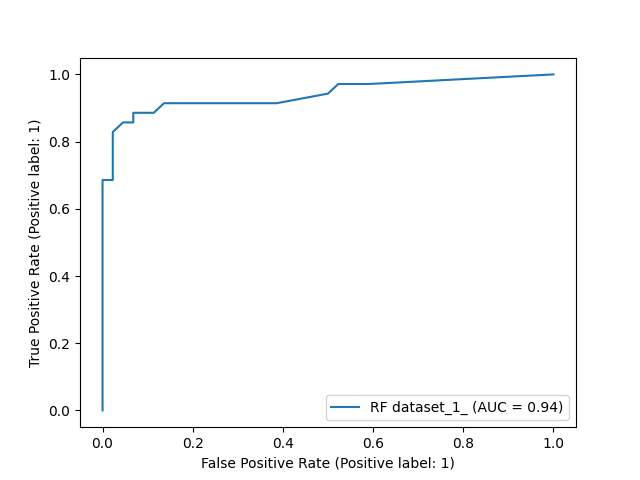 1.0
0.8
0.6
0.4
0.2
0.0
True Positive Rate (Positive label: 1)
RF dataset_1_ (AUC = 0.94)
0.0 0.2 0.4 0.6 0.8 1.0
False Positive Rate (Positive label: 1)